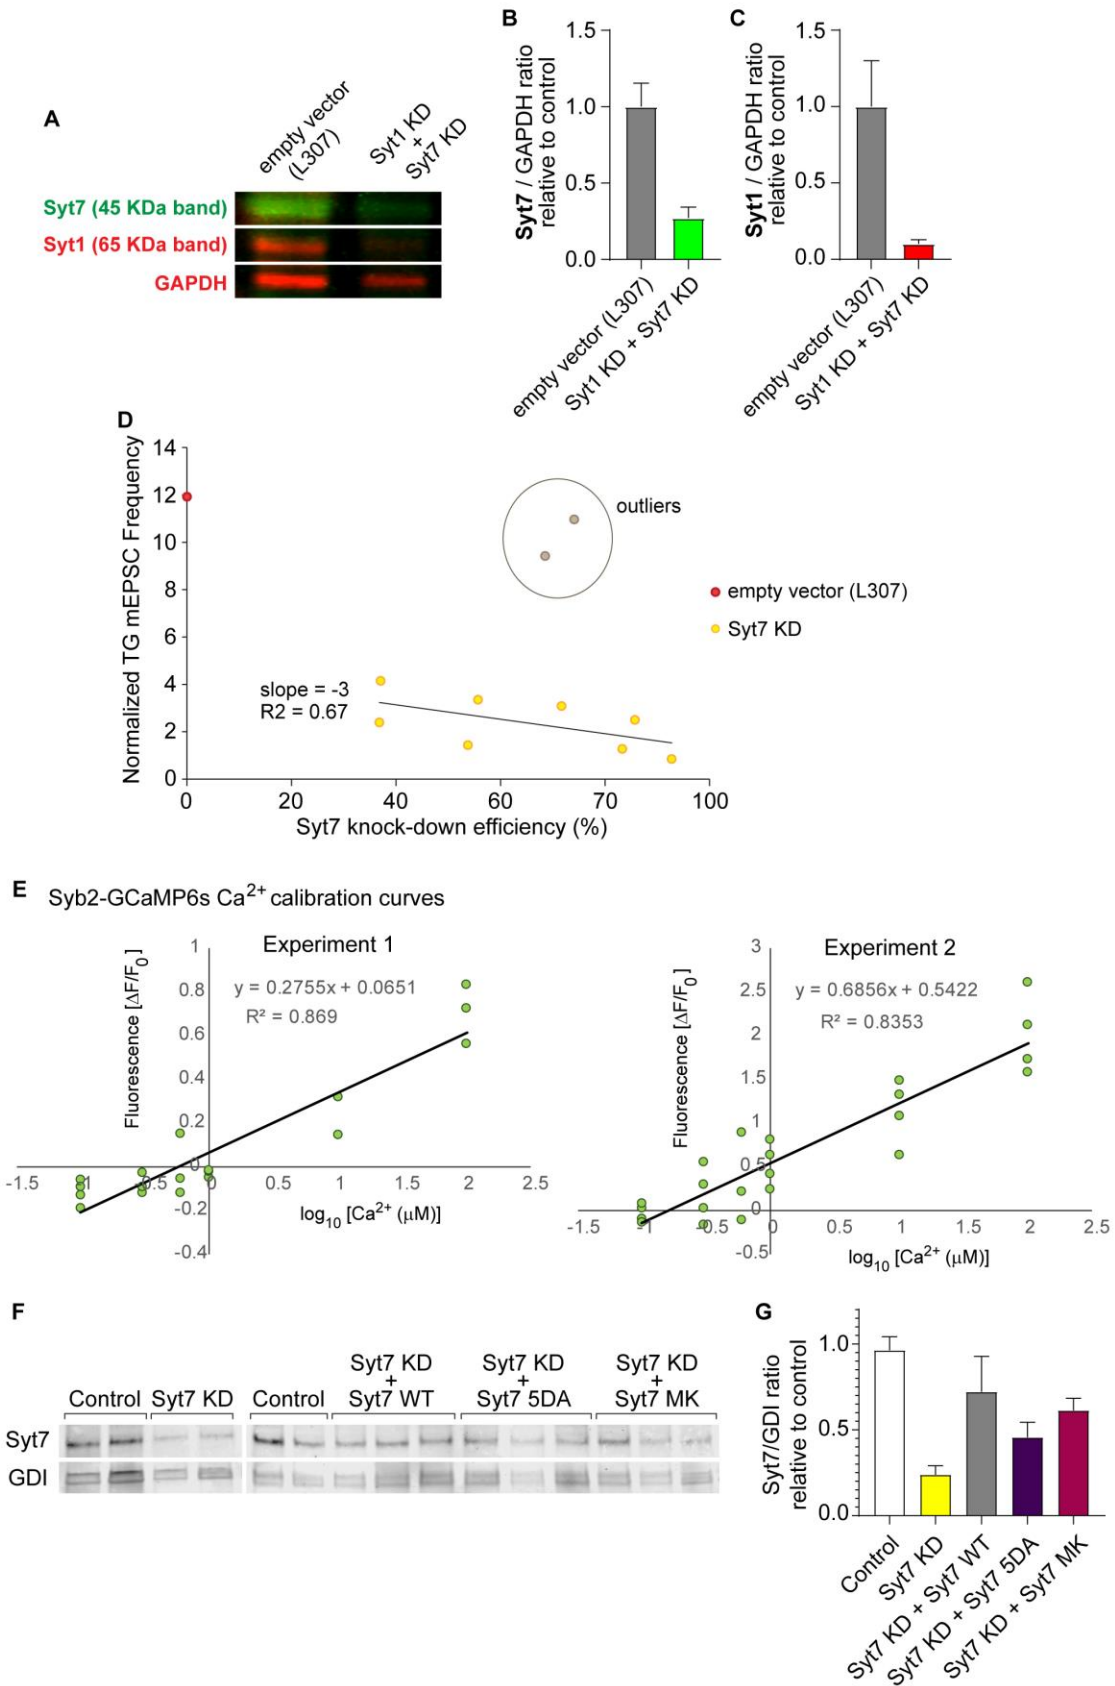 A
empty vector
(L307)
Syt1 KD
+
Syt7 KD
Syt7 (45 KDa band)
Syt1 (65 KDa band)
GAPDH
B
Syt7 / GAPDH ratio
relative to control
1.5
1.0
0.5
0.0
empty vector (L307)
Syt1 KD + Syt7 KD
C
Syt1 / GAPDH ratio
relative to control
1.5
1.0
0.5
0.0
empty vector (L307)
Syt1 KD + Syt7 KD
D
Normalized TG mEPSC Frequency
14
12
10
8
6
4
2
0
outliers
empty vector (L307)
Syt7 KD
slope = -3
R2 = 0.67
0 20 40 60 70 100
Syt7 knock-down efficiency (%)
E Syb2-GCaMP6s Ca2+ calibration curves
Experiment 1
Fluorescence [ΔF/F0]
y = 0.2755x + 0.0651
R² = 0.869
1
0.8
0.6
0.4
0.2
0
-0.2
-0.4
-1.5 -1 -0.5 0 0.5 1 1.5 2 2.5
log10 [Ca2+ (μM)]
Experiment 2
Fluorescence [ΔF/F0]
y = 0.6856x + 0.5422
R² = 0.8353
3
2.5
2
1.5
1
0.5
0
-0.5
-1.5 -1 -0.5 0 0.5 1 1.5 2 2.5
log10 [Ca2+ (μM)]
F
Control
Syt7 KD
Control
Syt7 KD
+
Syt7 WT
Syt7 KD
+
Syt7 5DA
Syt7 KD
+
Syt7 MK
Syt7
GDI
G
Syt7/GDI ratio
relative to control
1.0
0.5
0.0
Control
Syt7 KD
Syt7 KD + Syt7 WT
Syt7 KD + Syt7 5DA
Syt7 KD + Syt7 MK